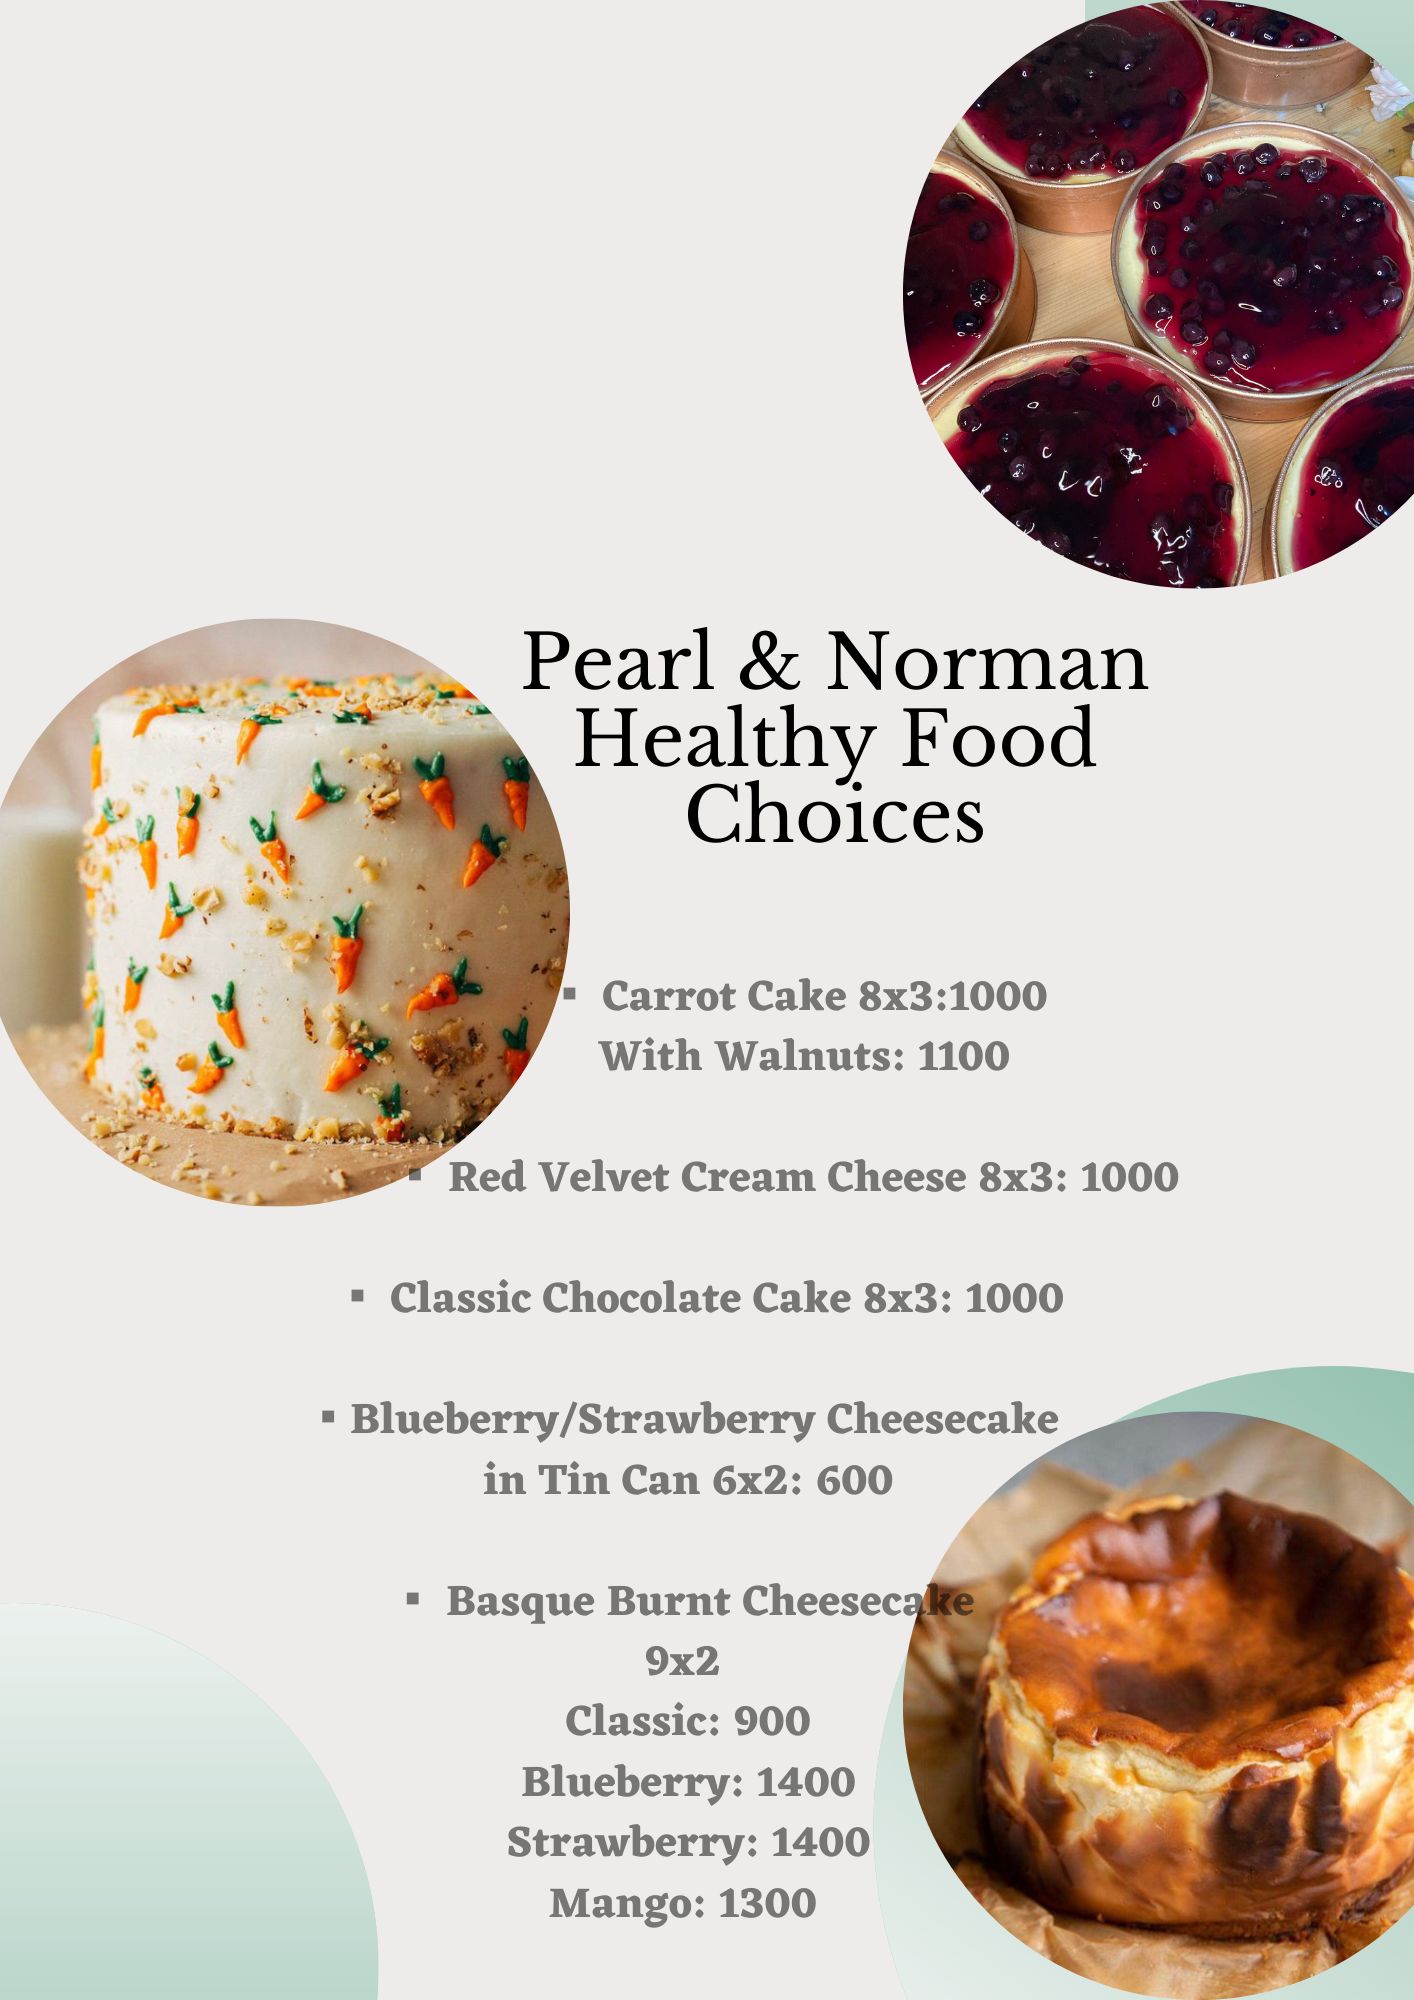 Pearl & Norman
Healthy Food
Choices
▪ Carrot Cake 8x3:1000
With Walnuts: 1100
▪ Red Velvet Cream Cheese 8x3: 1000
▪ Classic Chocolate Cake 8x3: 1000
▪ Blueberry/Strawberry Cheesecake
in Tin Can 6x2: 600
▪ Basque Burnt Cheesecake
9x2
Classic: 900
Blueberry: 1400
Strawberry: 1400
Mango: 1300